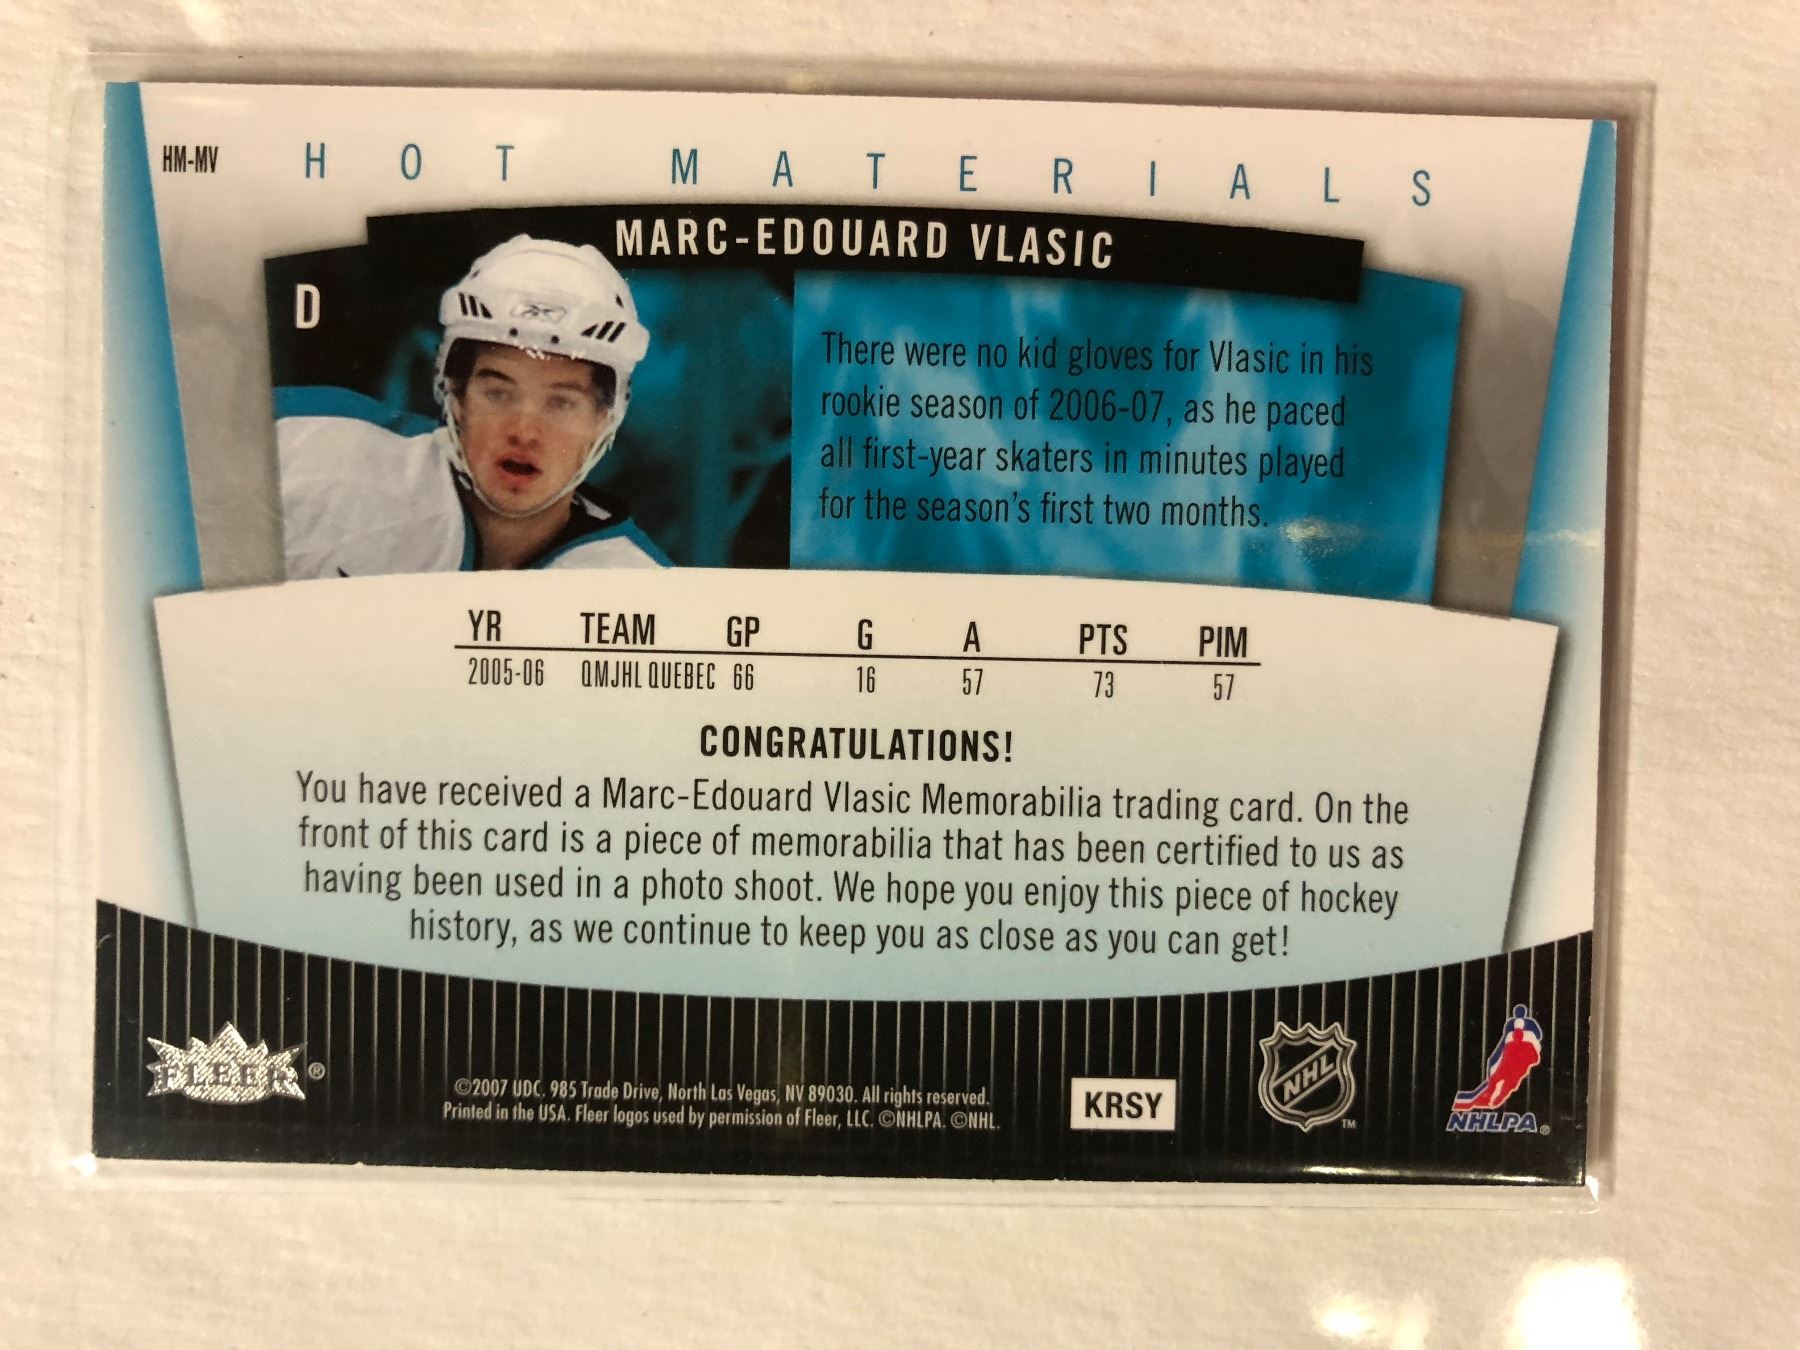 HM-MV HOT MATERIALS
MARC-EDOUARD VLASIC
D
There were no kid gloves for Vlasic in his
rookie season of 2006-07, as he paced
all first-year skaters in minutes played
for the season's first two months.
YR TEAM GP G A PTS PIM
2005-06 QMJHL QUEBEC 66 16 57 73 57
CONGRATULATIONS!
You have received a Marc-Edouard Vlasic Memorabilia trading card. On the
front of this card is a piece of memorabilia that has been certified to us as
having been used in a photo shoot. We hope you enjoy this piece of hockey
history, as we continue to keep you as close as you can get!
FLEER®
©2007 UDC. 985 Trade Drive, North Las Vegas, NV 89030. All rights reserved.
Printed in the USA. Fleer logos used by permission of Fleer, LLC. ©NHLPA. ©NHL.
KRSY
NHL TM
NHLPA®